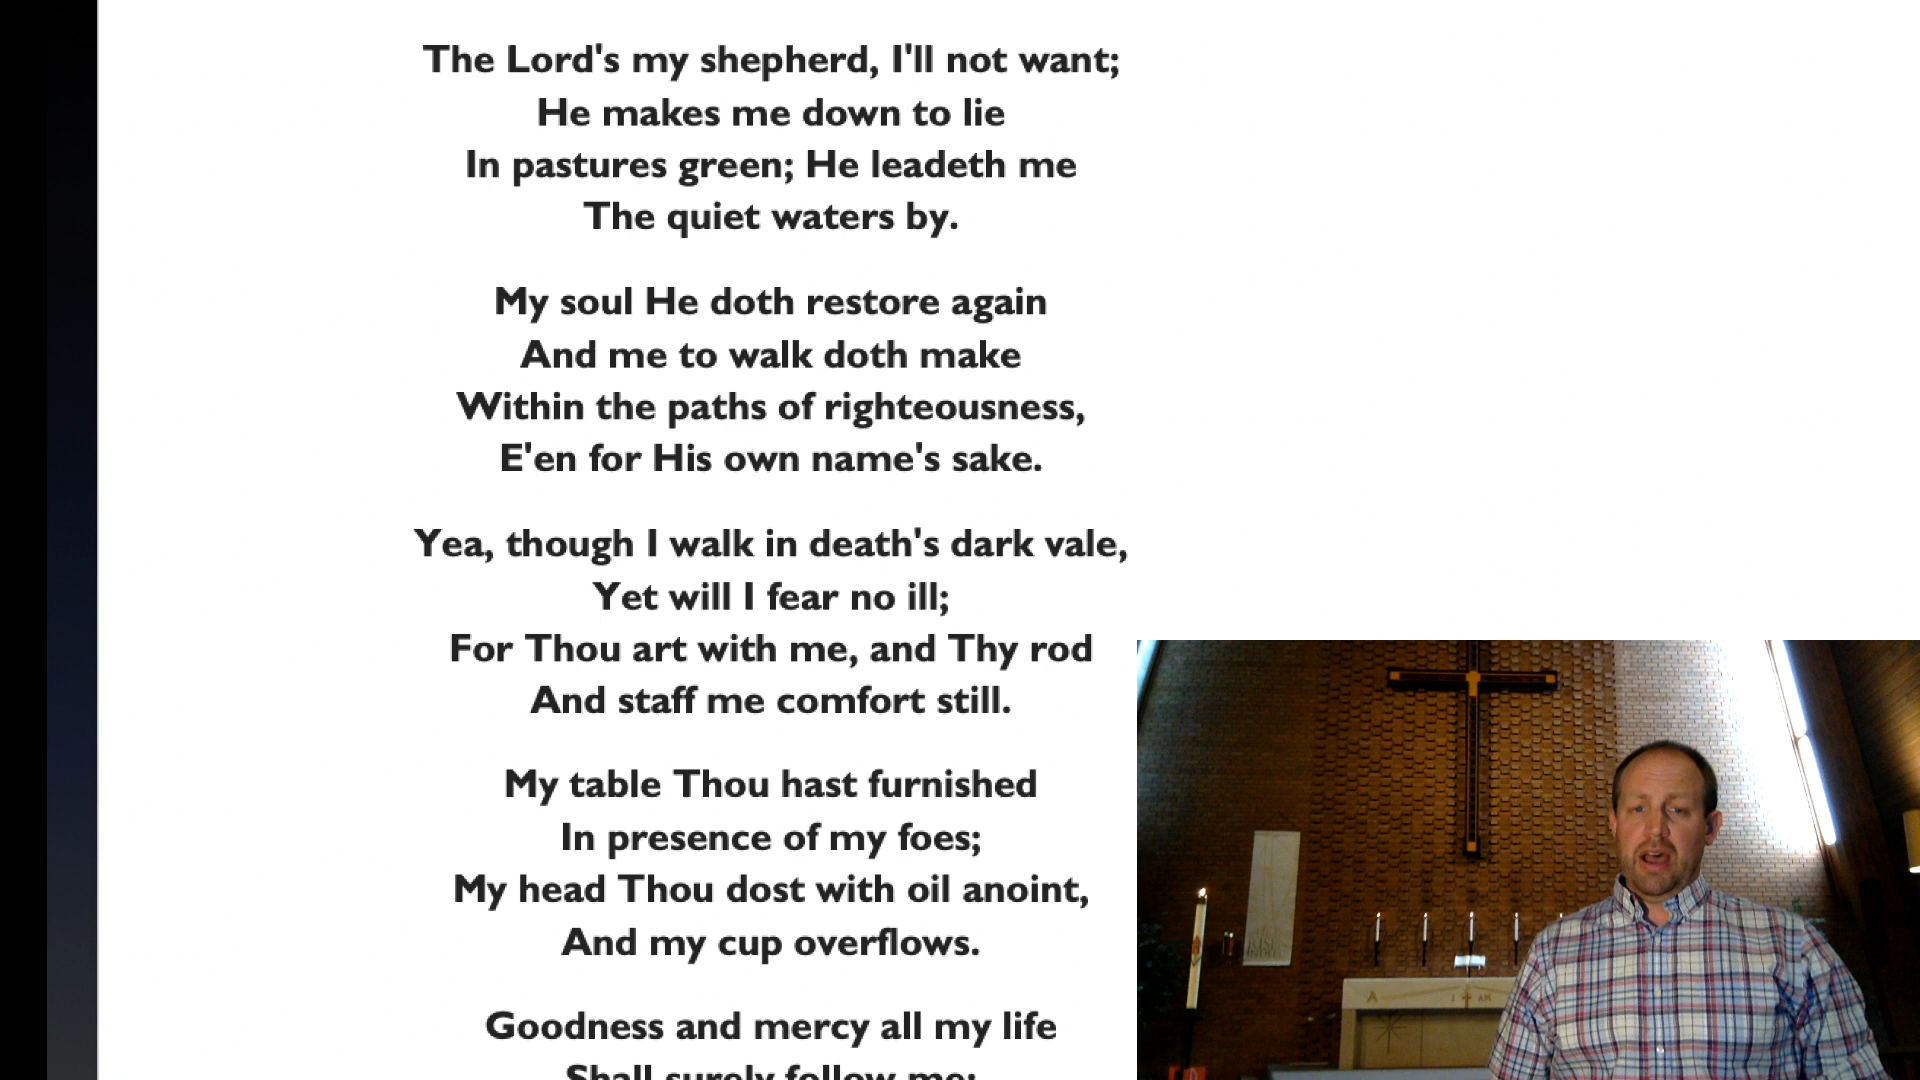 The Lord's my shepherd, I'll not want;
He makes me down to lie
In pastures green; He leadeth me
The quiet waters by.
My soul He doth restore again
And me to walk doth make
Within the paths of righteousness,
E'en for His own name's sake.
Yea, though I walk in death's dark vale,
Yet will I fear no ill;
For Thou art with me, and Thy rod
And staff me comfort still.
My table Thou hast furnished
In presence of my foes;
My head Thou dost with oil anoint,
And my cup overflows.
Goodness and mercy all my life
Shall surely follow me;
A I AM